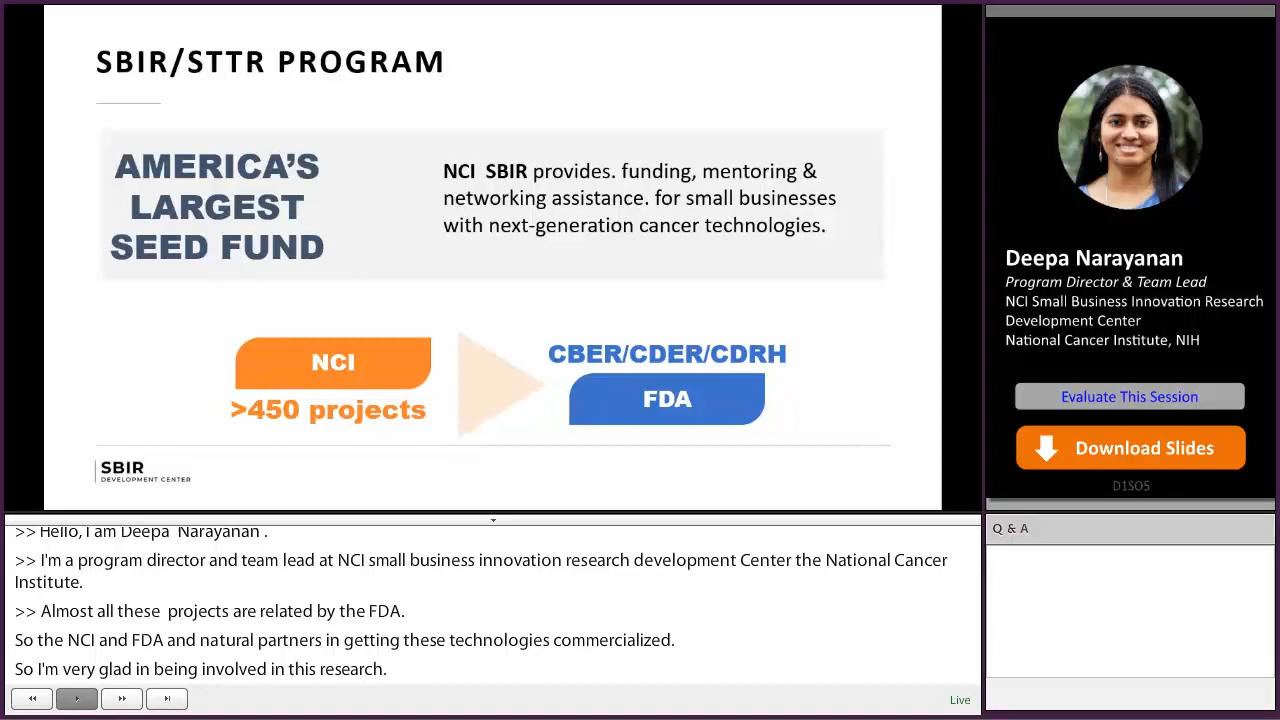 SBIR/STTR PROGRAM
AMERICA'S
LARGEST
SEED FUND
NCI SBIR provides. funding, mentoring &
networking assistance. for small businesses
with next-generation cancer technologies.
NCI
>450 projects
CBER/CDER/CDRH
FDA
SBIR
DEVELOPMENT CENTER
Deepa Narayanan
Program Director & Team Lead
NCI Small Business Innovation Research
Development Center
National Cancer Institute, NIH
Evaluate This Session
Download Slides
D1SO5
>> Hello, I am Deepa Narayanan .
>> I'm a program director and team lead at NCI small business innovation research development Center the National Cancer
Institute.
>> Almost all these projects are related by the FDA.
So the NCI and FDA and natural partners in getting these technologies commercialized.
So I'm very glad in being involved in this research.
Live
Q & A